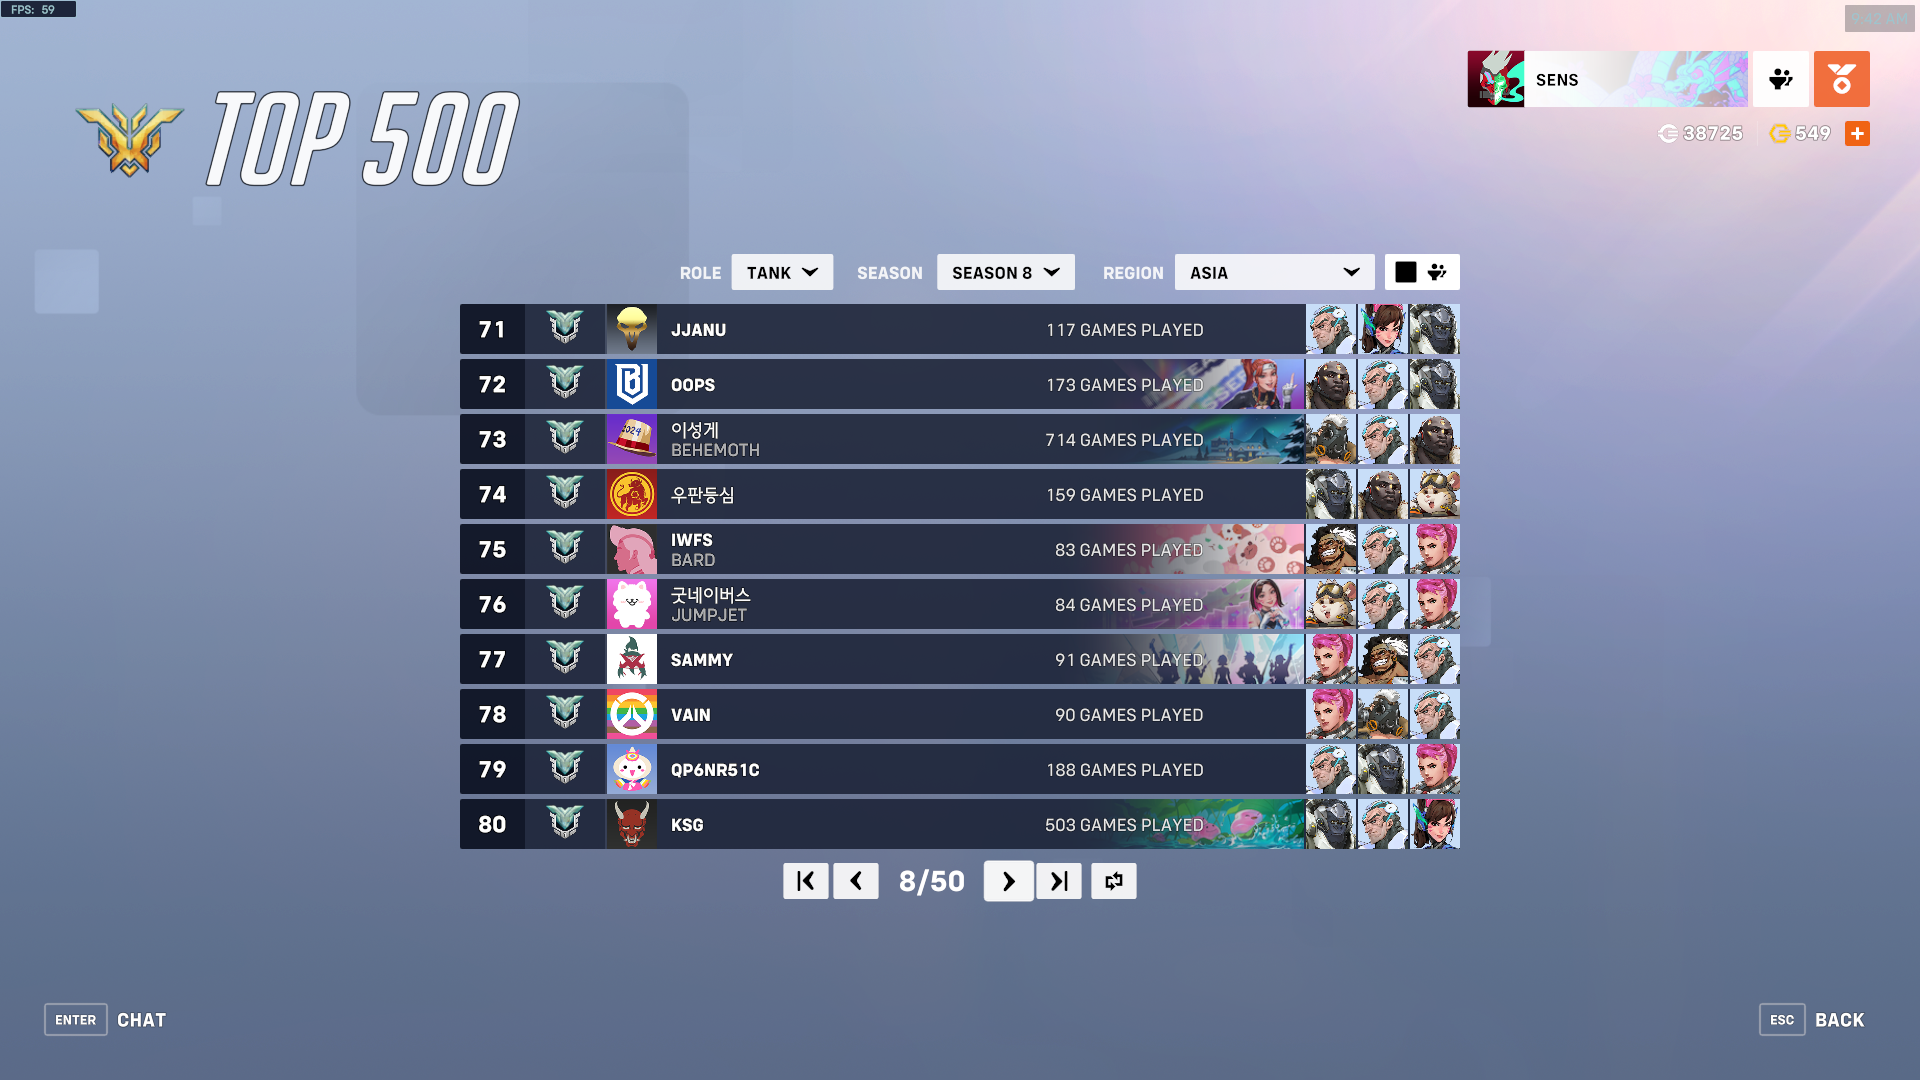 FPS: 59
9:42 AM
TOP 500
SENS
38725
549
ROLE TANK SEASON SEASON 8 REGION ASIA
71 JJANU 117 GAMES PLAYED
72 OOPS 173 GAMES PLAYED
73 이성게 714 GAMES PLAYED
BEHEMOTH
74 우판등심 159 GAMES PLAYED
75 IWFS 83 GAMES PLAYED
BARD
76 굿네이버스 84 GAMES PLAYED
JUMPJET
77 SAMMY 91 GAMES PLAYED
78 VAIN 90 GAMES PLAYED
79 QP6NR51C 188 GAMES PLAYED
80 KSG 503 GAMES PLAYED
8/50
ENTER CHAT
ESC BACK